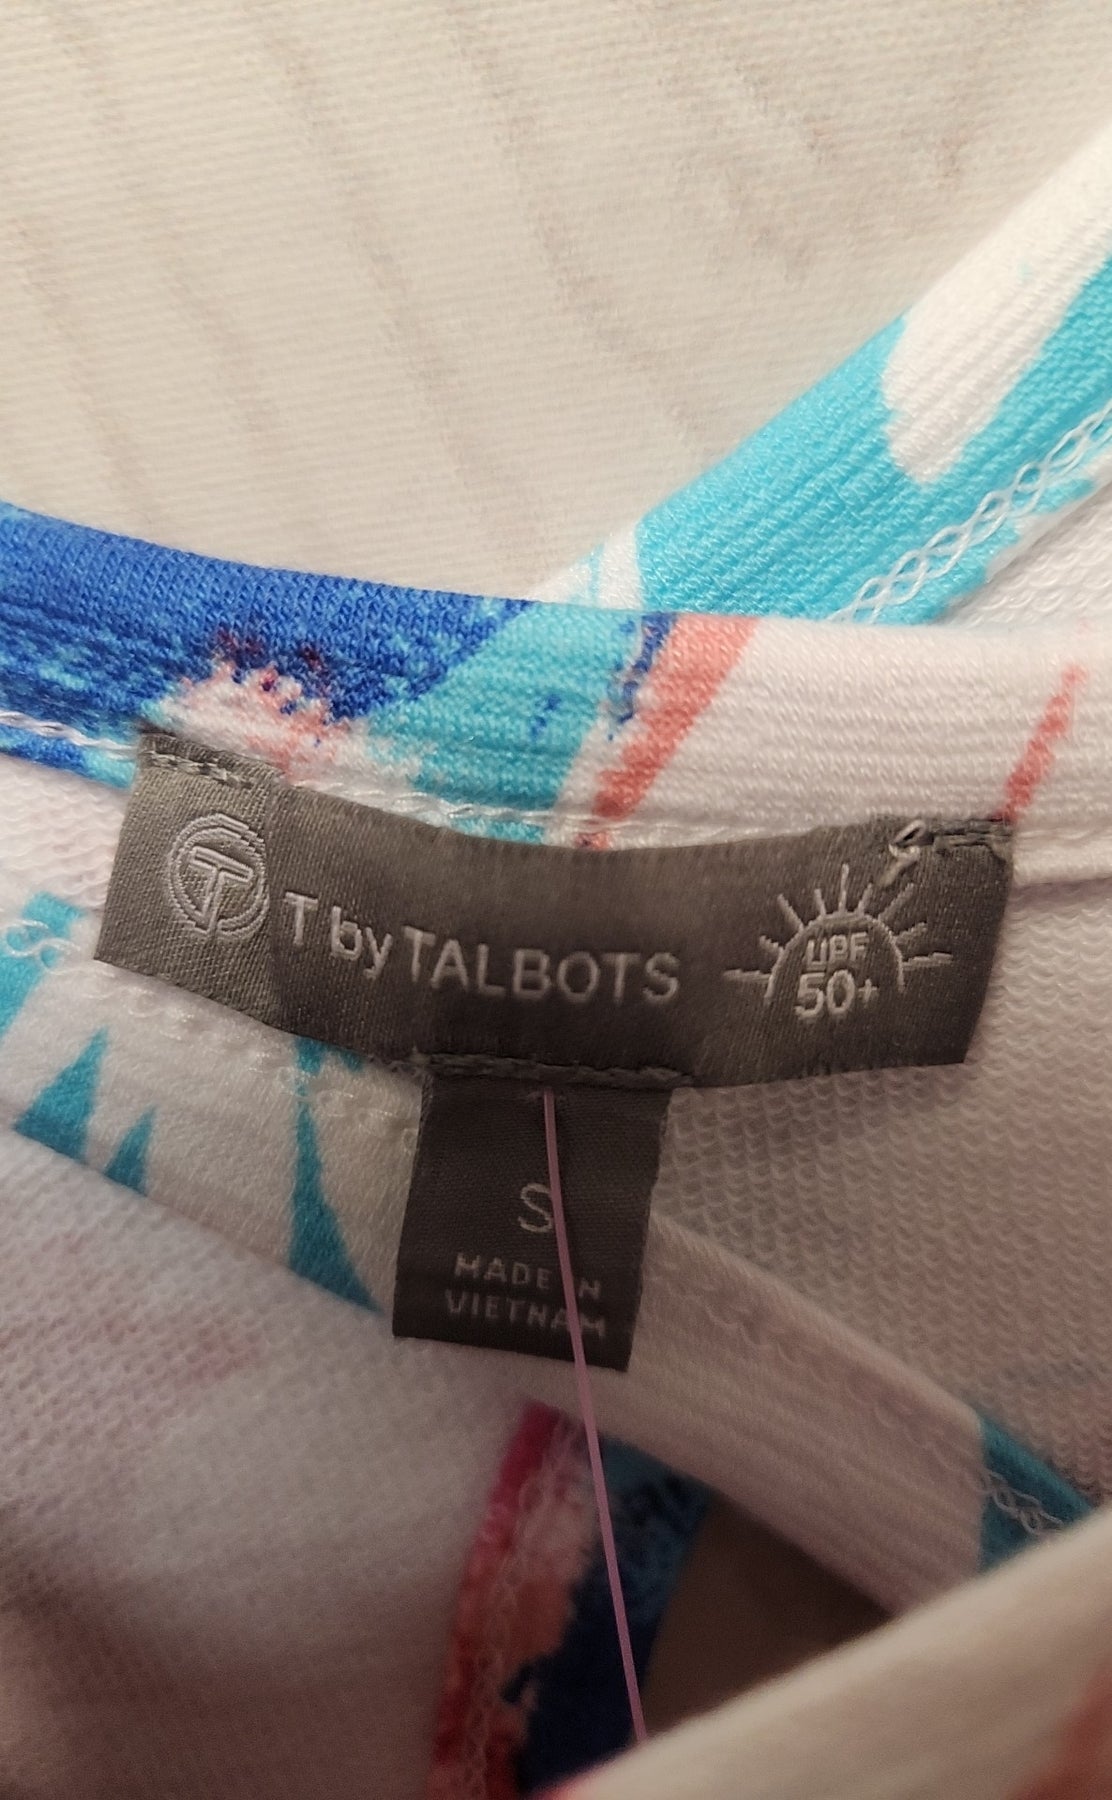 T
T by TALBOTS
UPF
50+
S
MADE IN
VIETNAM